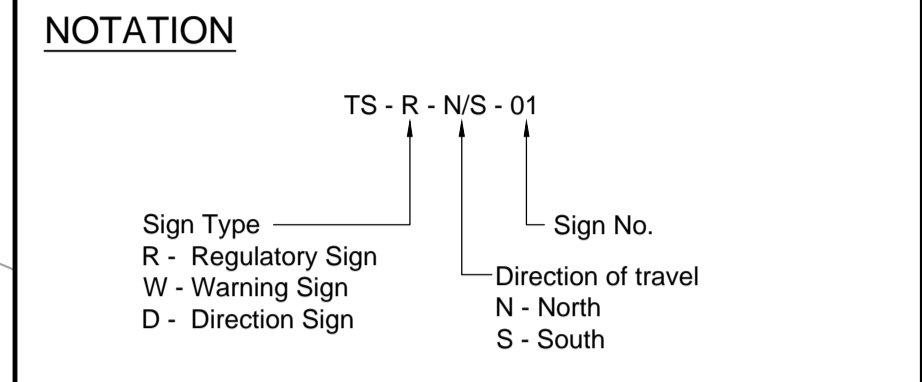 NOTATION
TS - R - N/S - 01
Sign Type
R - Regulatory Sign
W - Warning Sign
D - Direction Sign
Sign No.
Direction of travel
N - North
S - South